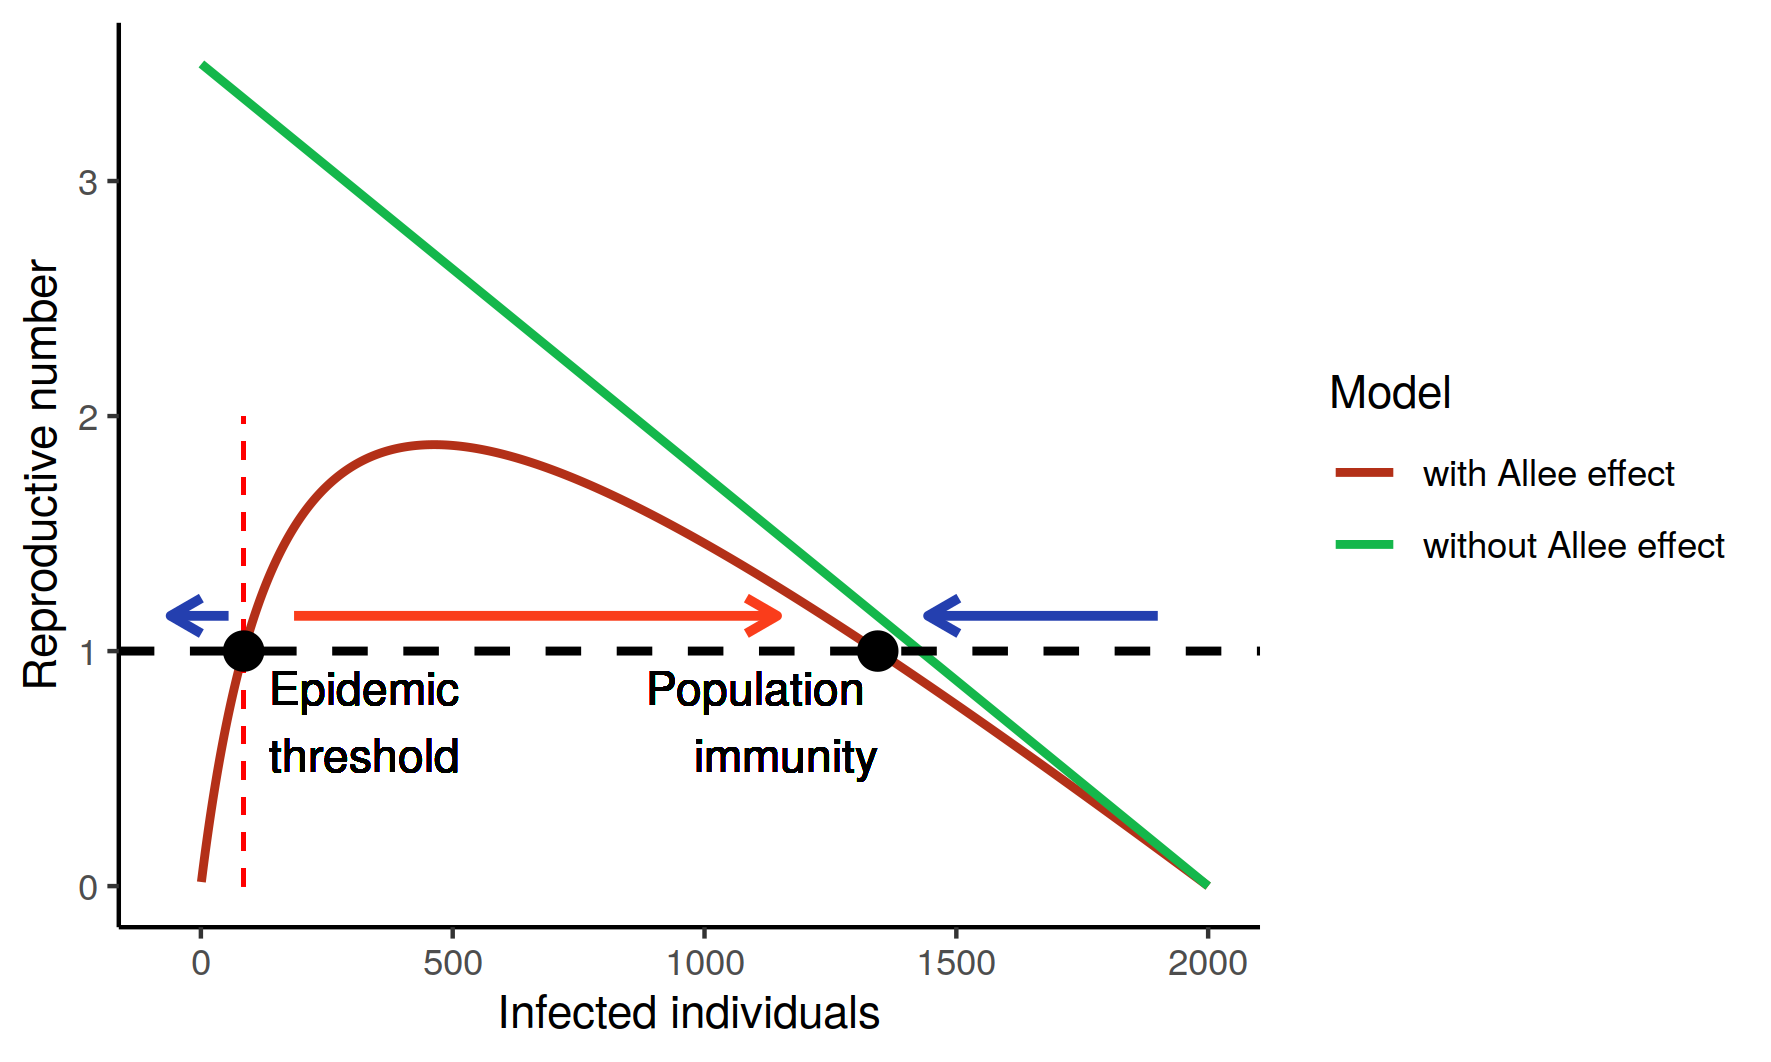 Reproductive number
3
2
1
0
Epidemic
threshold
Population
immunity
0 500 1000 1500 2000
Infected individuals
Model
with Allee effect
without Allee effect